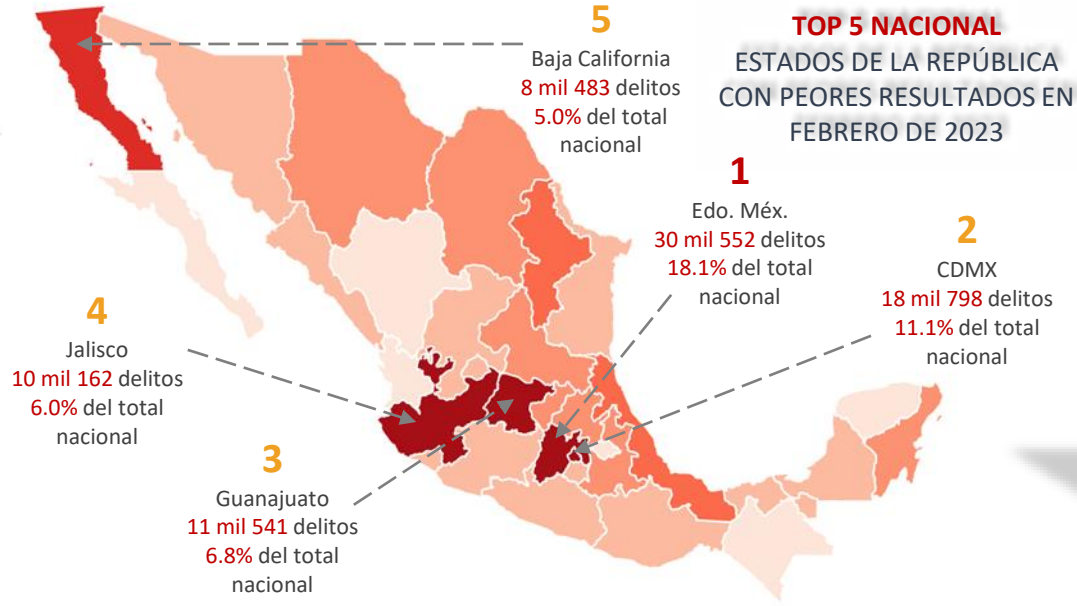 TOP 5 NACIONAL
ESTADOS DE LA REPÚBLICA
CON PEORES RESULTADOS EN
FEBRERO DE 2023
5
Baja California
8 mil 483 delitos
5.0% del total
nacional
1
Edo. Méx.
30 mil 552 delitos
18.1% del total
nacional
2
CDMX
18 mil 798 delitos
11.1% del total
nacional
4
Jalisco
10 mil 162 delitos
6.0% del total
nacional
3
Guanajuato
11 mil 541 delitos
6.8% del total
nacional